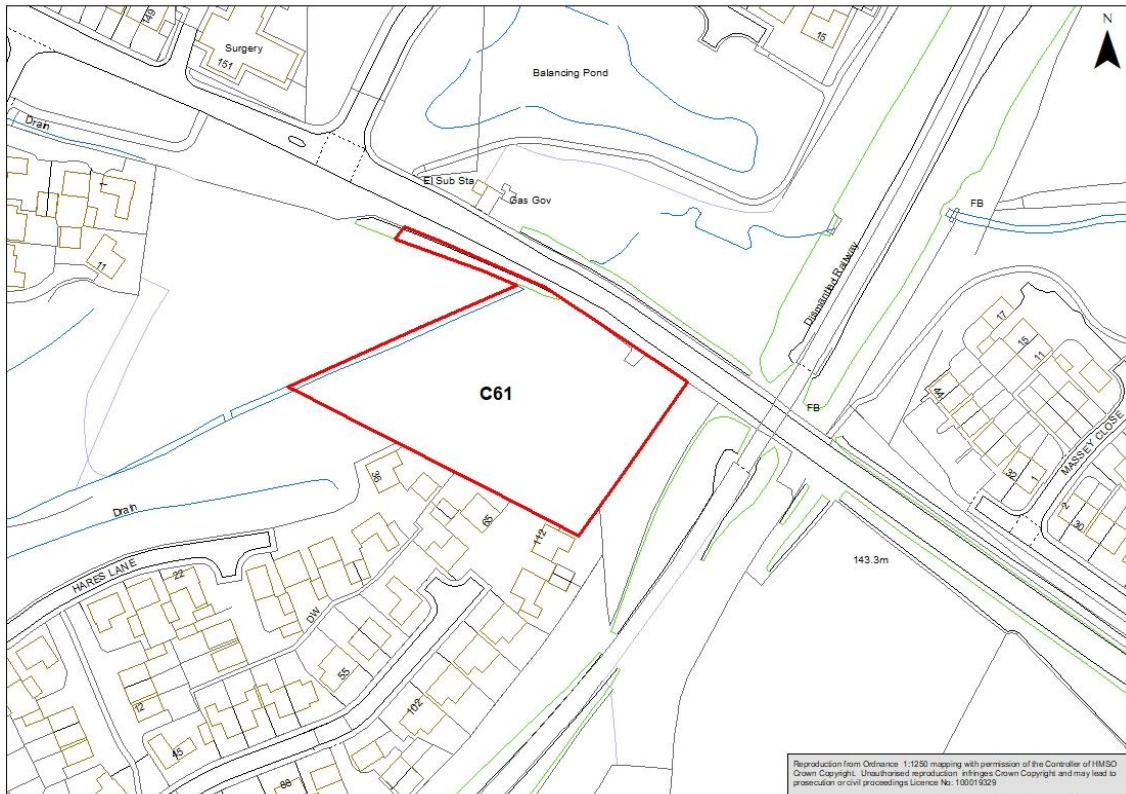 149
Surgery
151
Balancing Pond
15
N
Drain
1
11
El Sub Sta
Gas Gov
FB
Dismantled Railway
C61
17
15
11
44
FB
MASSEY CLOSE
32
1
2
30
36
65
112
Drain
143.3m
HARES LANE
22
DW
55
12
102
45
88
Reproduction from Ordnance 1:1250 mapping with permission of the Controller of HMSO
Crown Copyright. Unauthorised reproduction infringes Crown Copyright and may lead to
prosecution or civil proceedings Licence No: 100019329